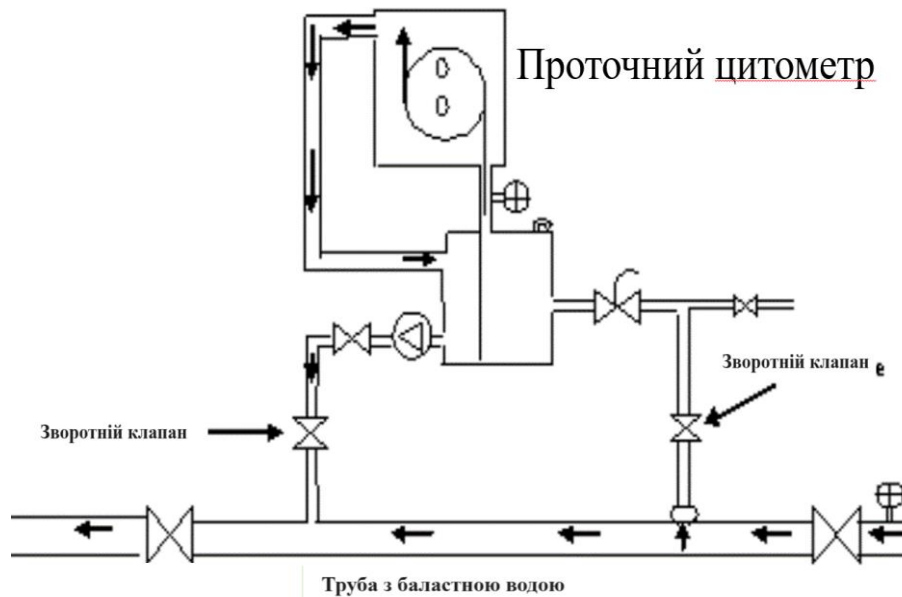 Проточний цитометр
Зворотній клапан e
Зворотній клапан
Труба з баластною водою